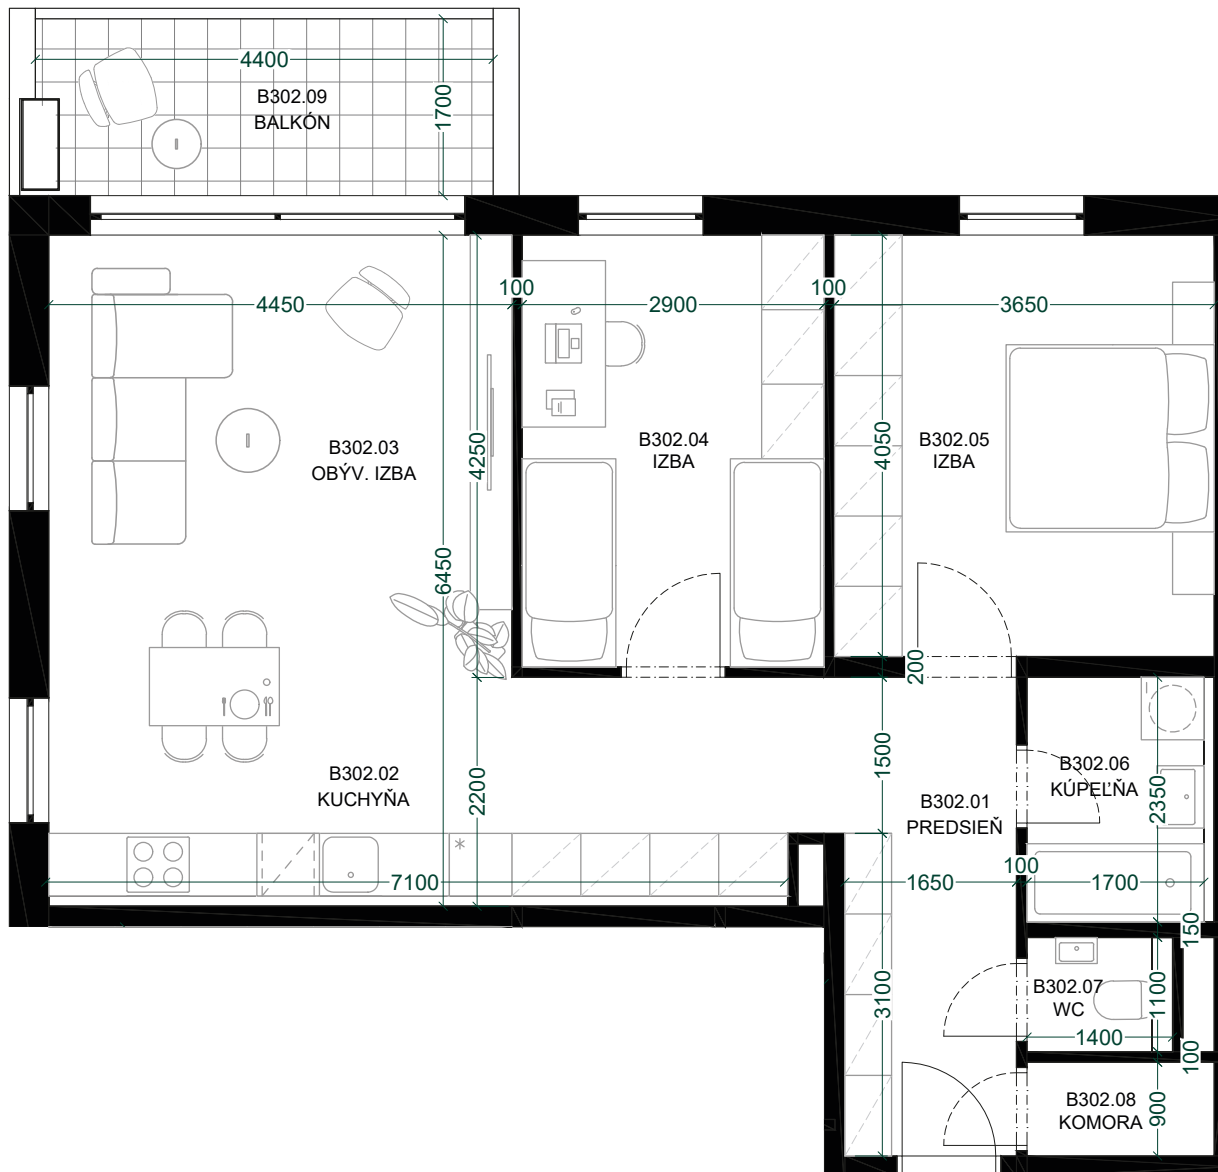 4400
B302.09
BALKÓN
1700
4450
100
2900
100
3650
B302.03
OBÝV. IZBA
4250
6450
B302.04
IZBA
4050
B302.05
IZBA
200
B302.02
KUCHYŇA
2200
1500
B302.01
PREDSIEŇ
B302.06
KÚPEĽŇA
2350
7100
1650
100
1700
150
3100
B302.07
WC
1100
1400
100
B302.08
KOMORA
900